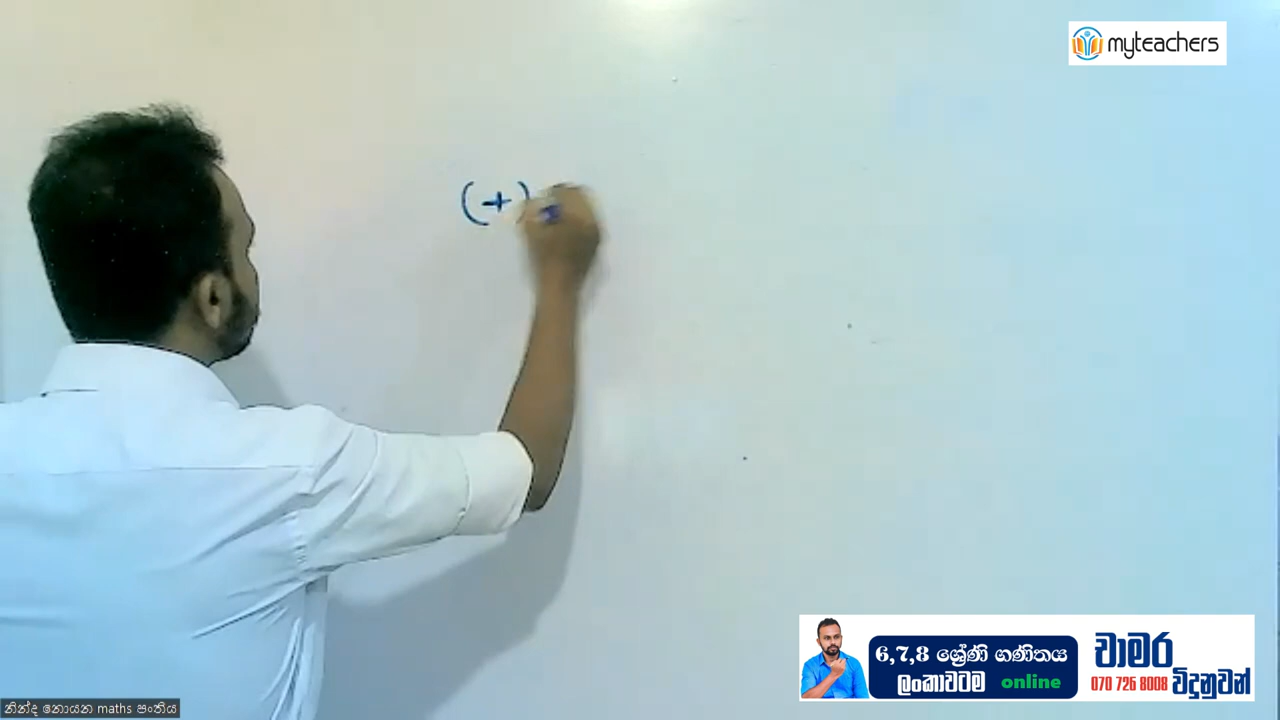 myteachers
(+)
6,7,8 ශ්‍රේණි ගණිතය
ලංකාවටම online
චාමර
070 726 8008 විදුනුවන්
නින්ද නොයන maths පංතිය